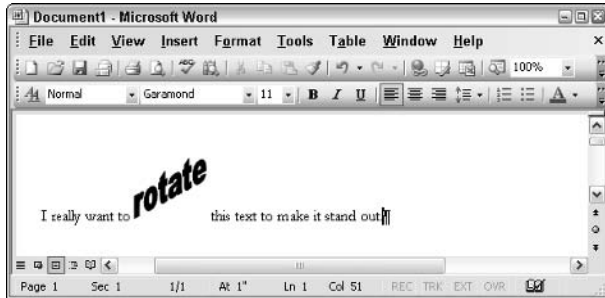 Document1 - Microsoft Word
File Edit View Insert Format Tools Table Window Help
ABC 100%
A4 Normal Garamond 11 B I U A
I really want to rotate this text to make it stand out.¶
Page 1 Sec 1 1/1 At 1" Ln 1 Col 51 REC TRK EXT OVR